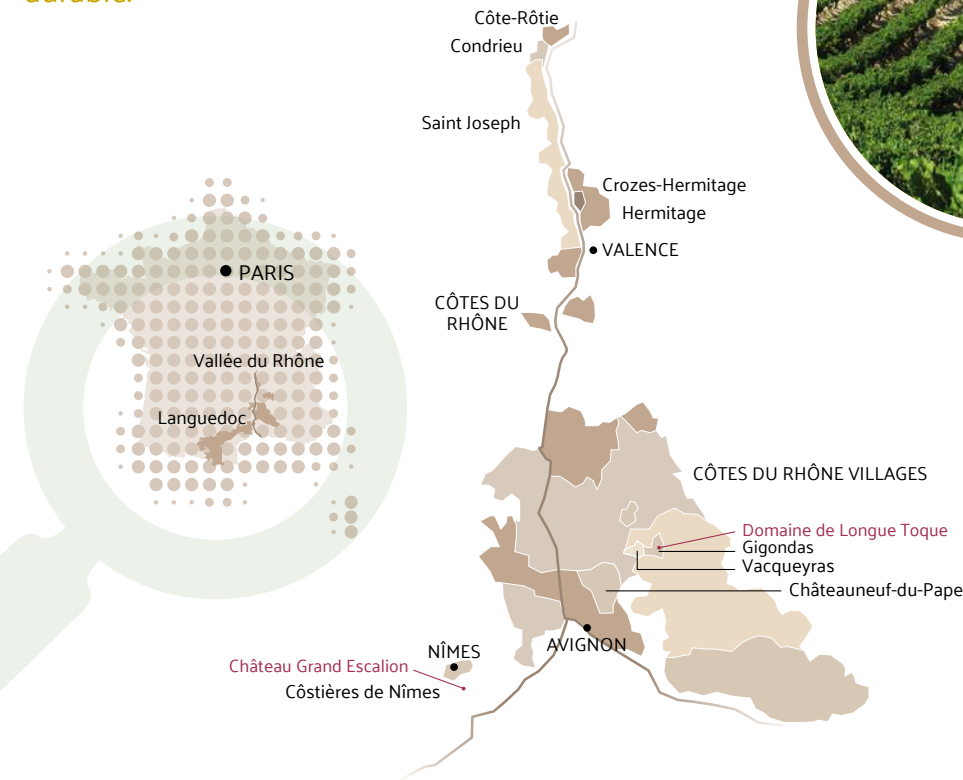 durable.
Côte-Rôtie
Condrieu
Saint Joseph
Crozes-Hermitage
Hermitage
VALENCE
PARIS
CÔTES DU
RHÔNE
Vallée du Rhône
Languedoc
CÔTES DU RHÔNE VILLAGES
Domaine de Longue Toque
Gigondas
Vacqueyras
Châteauneuf-du-Pape
AVIGNON
NÎMES
Château Grand Escalion
Côstières de Nîmes